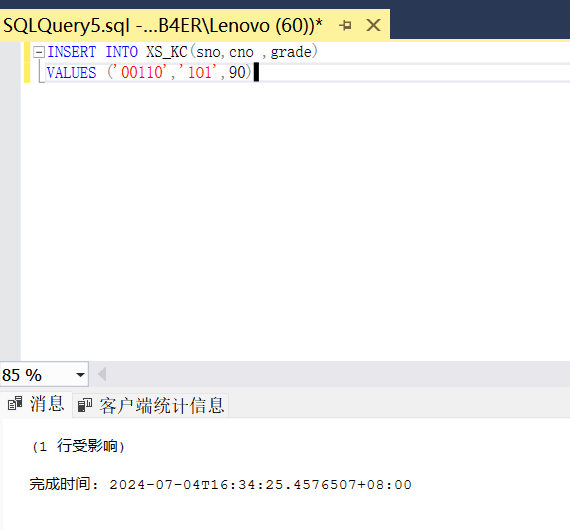 SQLQuery5.sql -...B4ER\Lenovo (60))*
INSERT INTO XS_KC(sno,cno ,grade)
VALUES ('00110','101',90)
85 %
消息 客户端统计信息
(1 行受影响)
完成时间: 2024-07-04T16:34:25.4576507+08:00